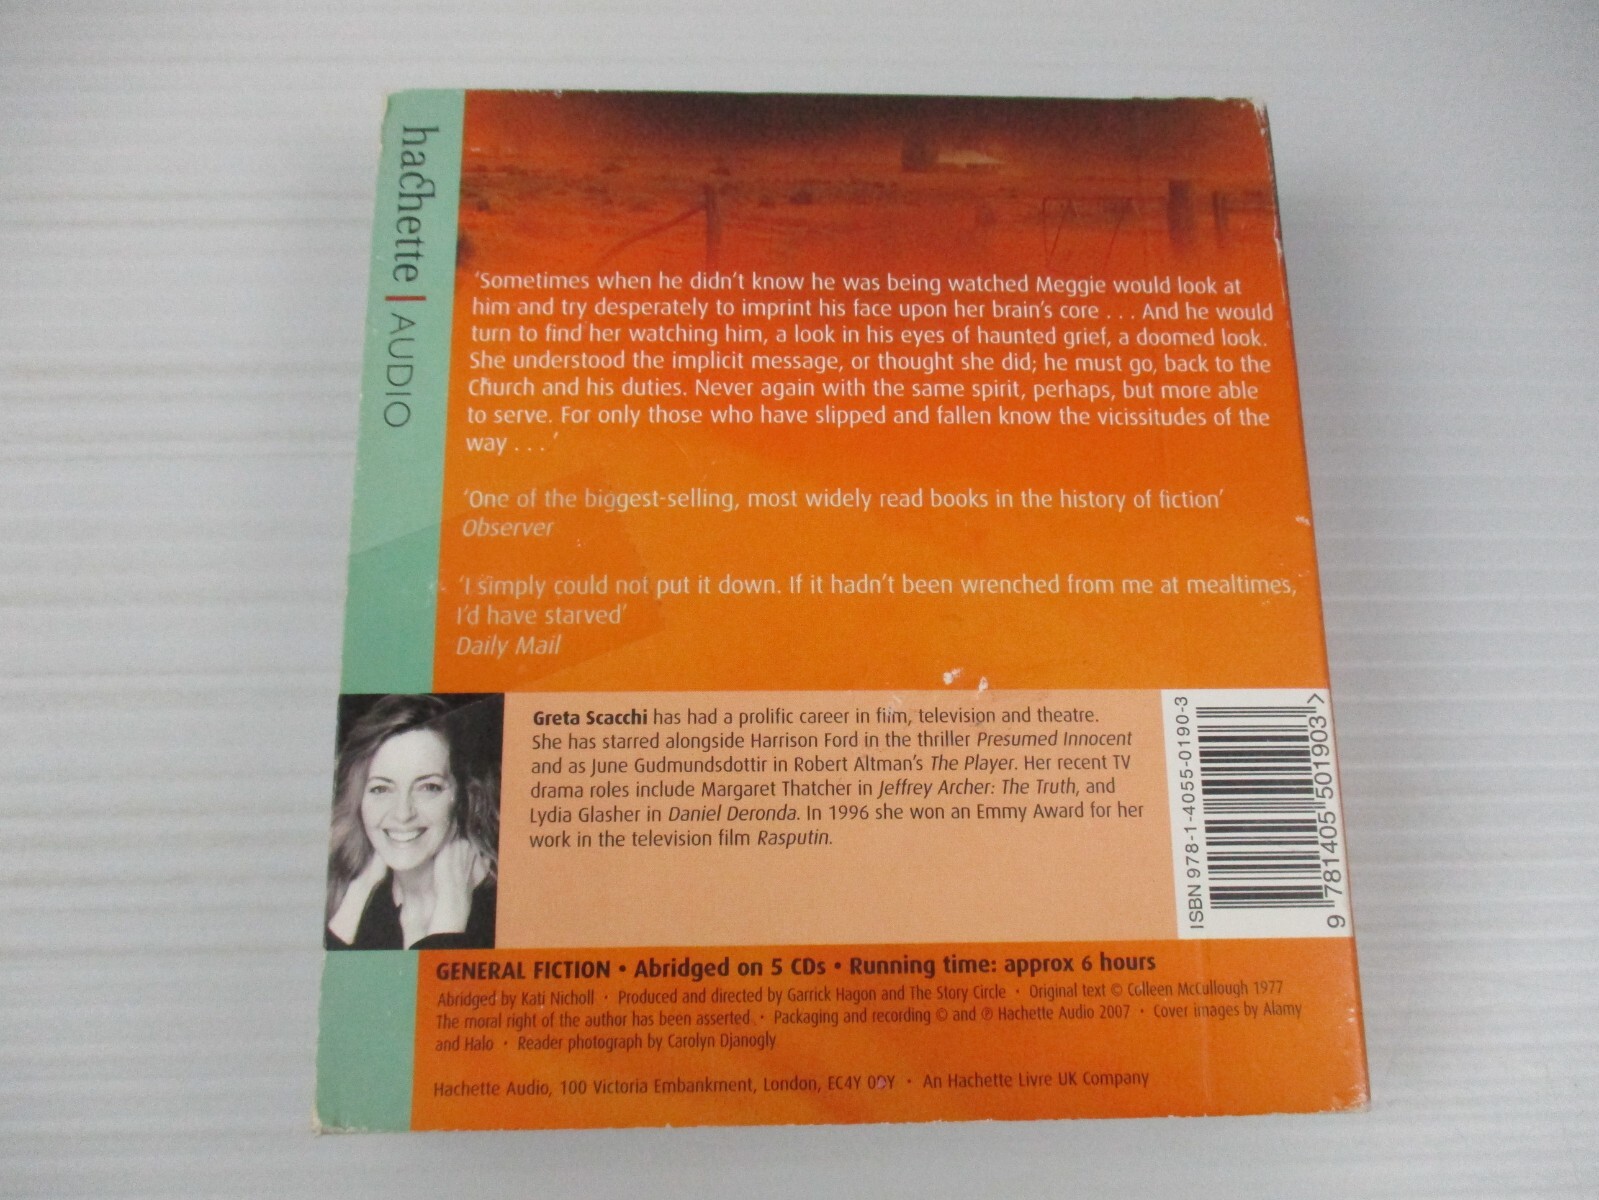 hachette | AUDIO
‘Sometimes when he didn’t know he was being watched Meggie would look at
him and try desperately to imprint his face upon her brain’s core . . . And he would
turn to find her watching him, a look in his eyes of haunted grief, a doomed look.
She understood the implicit message, or thought she did; he must go, back to the
Church and his duties. Never again with the same spirit, perhaps, but more able
to serve. For only those who have slipped and fallen know the vicissitudes of the
way . . .’
‘One of the biggest-selling, most widely read books in the history of fiction’
Observer
‘I simply could not put it down. If it hadn’t been wrenched from me at mealtimes,
I’d have starved’
Daily Mail
Greta Scacchi has had a prolific career in film, television and theatre.
She has starred alongside Harrison Ford in the thriller Presumed Innocent
and as June Gudmundsdottir in Robert Altman’s The Player. Her recent TV
drama roles include Margaret Thatcher in Jeffrey Archer: The Truth, and
Lydia Glasher in Daniel Deronda. In 1996 she won an Emmy Award for her
work in the television film Rasputin.
ISBN 978-1-4055-0190-3
9 781405 501903 >
GENERAL FICTION • Abridged on 5 CDs • Running time: approx 6 hours
Abridged by Kati Nicholl • Produced and directed by Garrick Hagon and The Story Circle • Original text © Colleen McCullough 1977
The moral right of the author has been asserted • Packaging and recording © and ℗ Hachette Audio 2007 • Cover images by Alamy
and Halo • Reader photograph by Carolyn Djanogly
Hachette Audio, 100 Victoria Embankment, London, EC4Y 0DY • An Hachette Livre UK Company